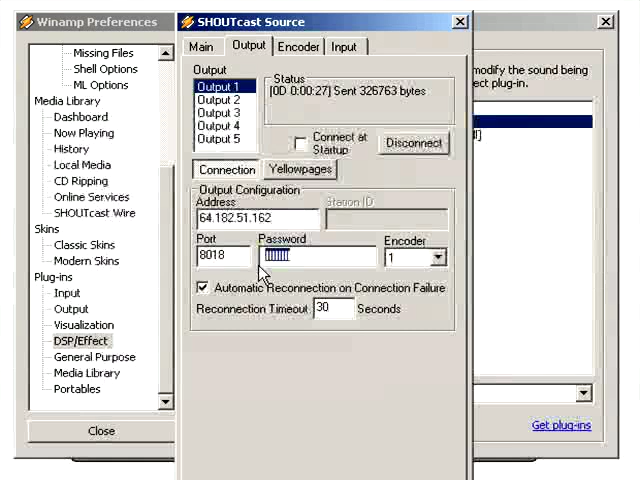 Winamp Preferences
Missing Files
Shell Options
ML Options
Media Library
Dashboard
Now Playing
History
Local Media
CD Ripping
Online Services
SHOUTcast Wire
Skins
Classic Skins
Modern Skins
Plug-ins
Input
Output
Visualization
DSP/Effect
General Purpose
Media Library
Portables
Close
SHOUTcast Source
Main Output Encoder Input
Output
Output 1
Output 2
Output 3
Output 4
Output 5
Status
[0D 0:00:27] Sent 326763 bytes
Connect at
Startup
Disconnect
Connection Yellowpages
Output Configuration
Address Station ID
64.182.51.162
Port Password Encoder
8018 1
Automatic Reconnection on Connection Failure
Reconnection Timeout 30 Seconds
modify the sound being
ect plug-in.
Get plug-ins